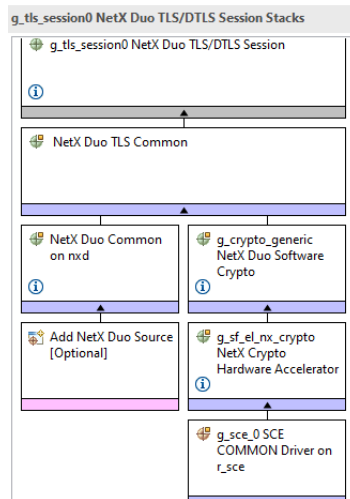 g_tls_session0 NetX Duo TLS/DTLS Session Stacks
g_tls_session0 NetX Duo TLS/DTLS Session
NetX Duo TLS Common
NetX Duo Common
on nxd
g_crypto_generic
NetX Duo Software
Crypto
Add NetX Duo Source
[Optional]
g_sf_el_nx_crypto
NetX Crypto
Hardware Accelerator
g_sce_0 SCE
COMMON Driver on
r_sce